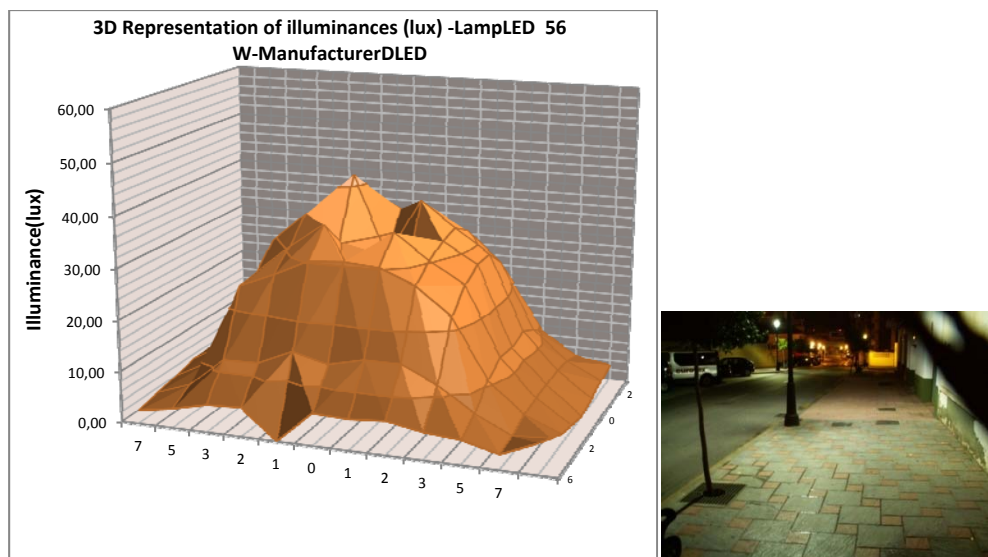 3D Representation of illuminances (lux) -LampLED 56
W-ManufacturerDLED
60,00
50,00
40,00
30,00
20,00
10,00
0,00
Illuminance(lux)
7 5 3 2 1 0 1 2 3 5 7
2
0
2
6